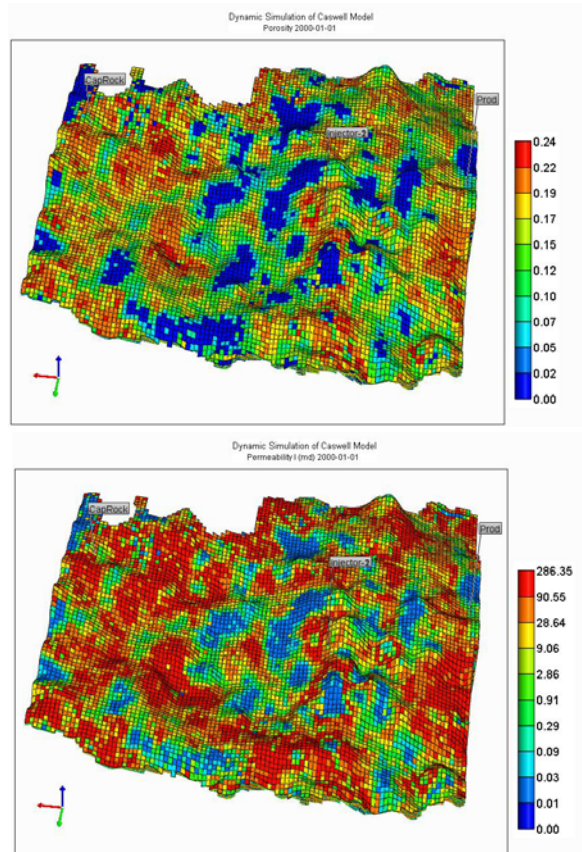 Dynamic Simulation of Caswell Model
Porosity 2000-01-01
CapRock
Prod
Injector-2
0.24
0.22
0.19
0.17
0.15
0.12
0.10
0.07
0.05
0.02
0.00
Dynamic Simulation of Caswell Model
Permeability I (md) 2000-01-01
CapRock
Prod
Injector-2
286.35
90.55
28.64
9.06
2.86
0.91
0.29
0.09
0.03
0.01
0.00